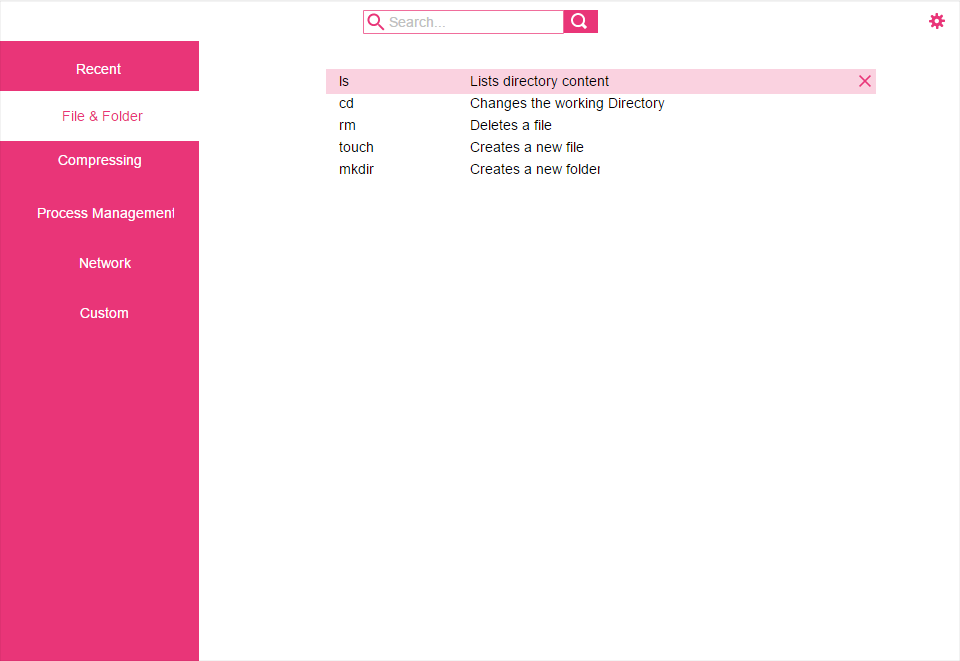 Search...
Recent
File & Folder
Compressing
Process Management
Network
Custom
ls Lists directory content
cd Changes the working Directory
rm Deletes a file
touch Creates a new file
mkdir Creates a new folder